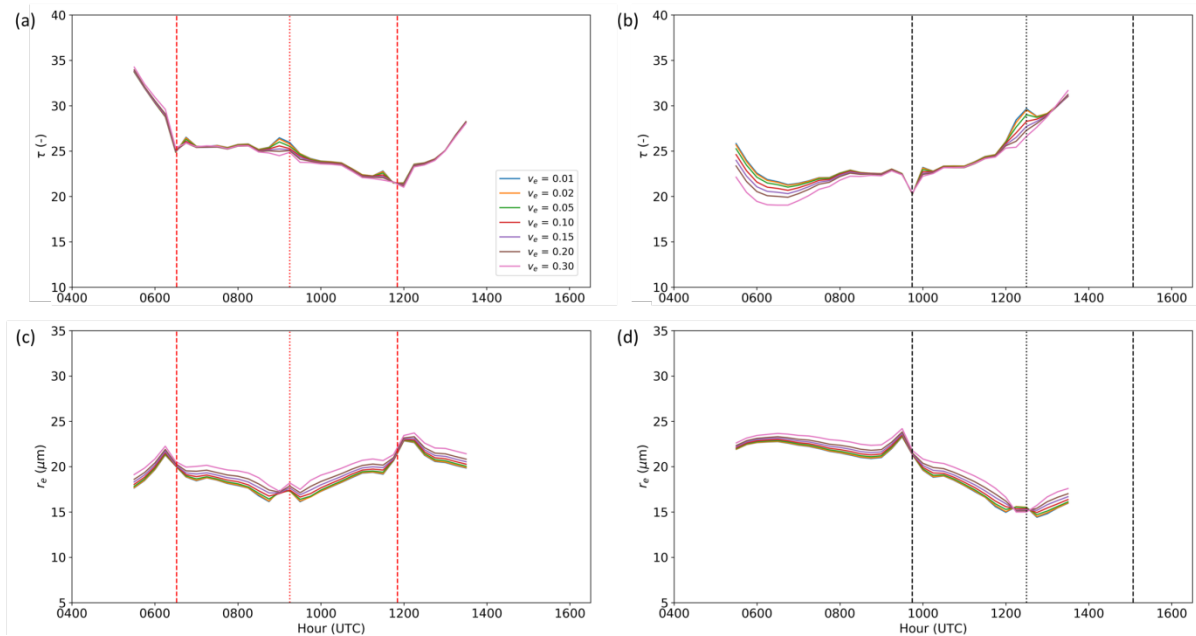 (a)
40
35
30
25
20
15
10
τ (-)
0400 0600 0800 1000 1200 1400 1600
vₑ = 0.01
vₑ = 0.02
vₑ = 0.05
vₑ = 0.10
vₑ = 0.15
vₑ = 0.20
vₑ = 0.30
(b)
40
35
30
25
20
15
10
τ (-)
0400 0600 0800 1000 1200 1400 1600
(c)
35
30
25
20
15
10
5
rₑ (μm)
0400 0600 0800 1000 1200 1400 1600
Hour (UTC)
(d)
35
30
25
20
15
10
5
rₑ (μm)
0400 0600 0800 1000 1200 1400 1600
Hour (UTC)